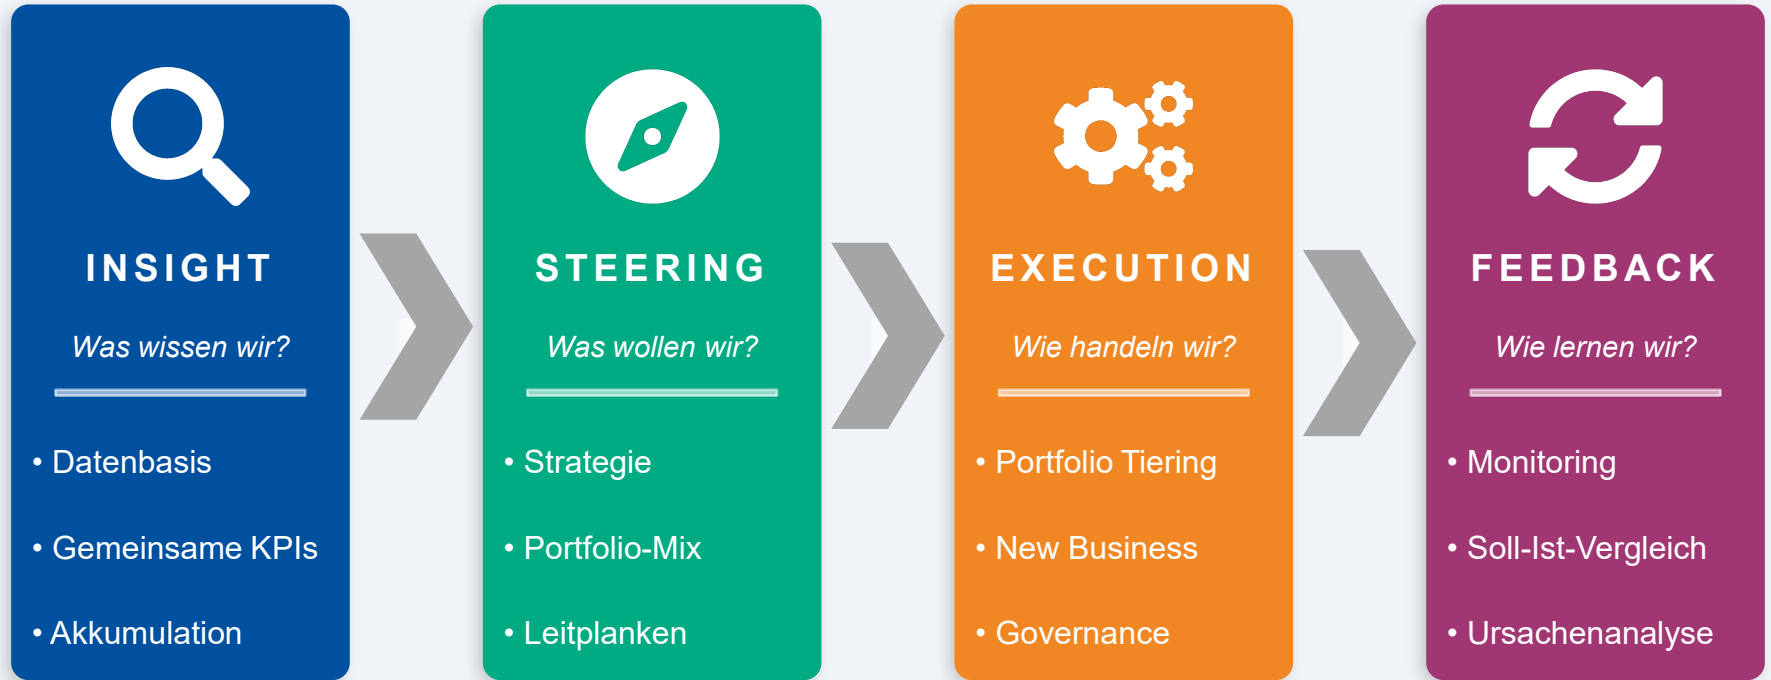 INSIGHT
Was wissen wir?
• Datenbasis
• Gemeinsame KPIs
• Akkumulation
STEERING
Was wollen wir?
• Strategie
• Portfolio-Mix
• Leitplanken
EXECUTION
Wie handeln wir?
• Portfolio Tiering
• New Business
• Governance
FEEDBACK
Wie lernen wir?
• Monitoring
• Soll-Ist-Vergleich
• Ursachenanalyse